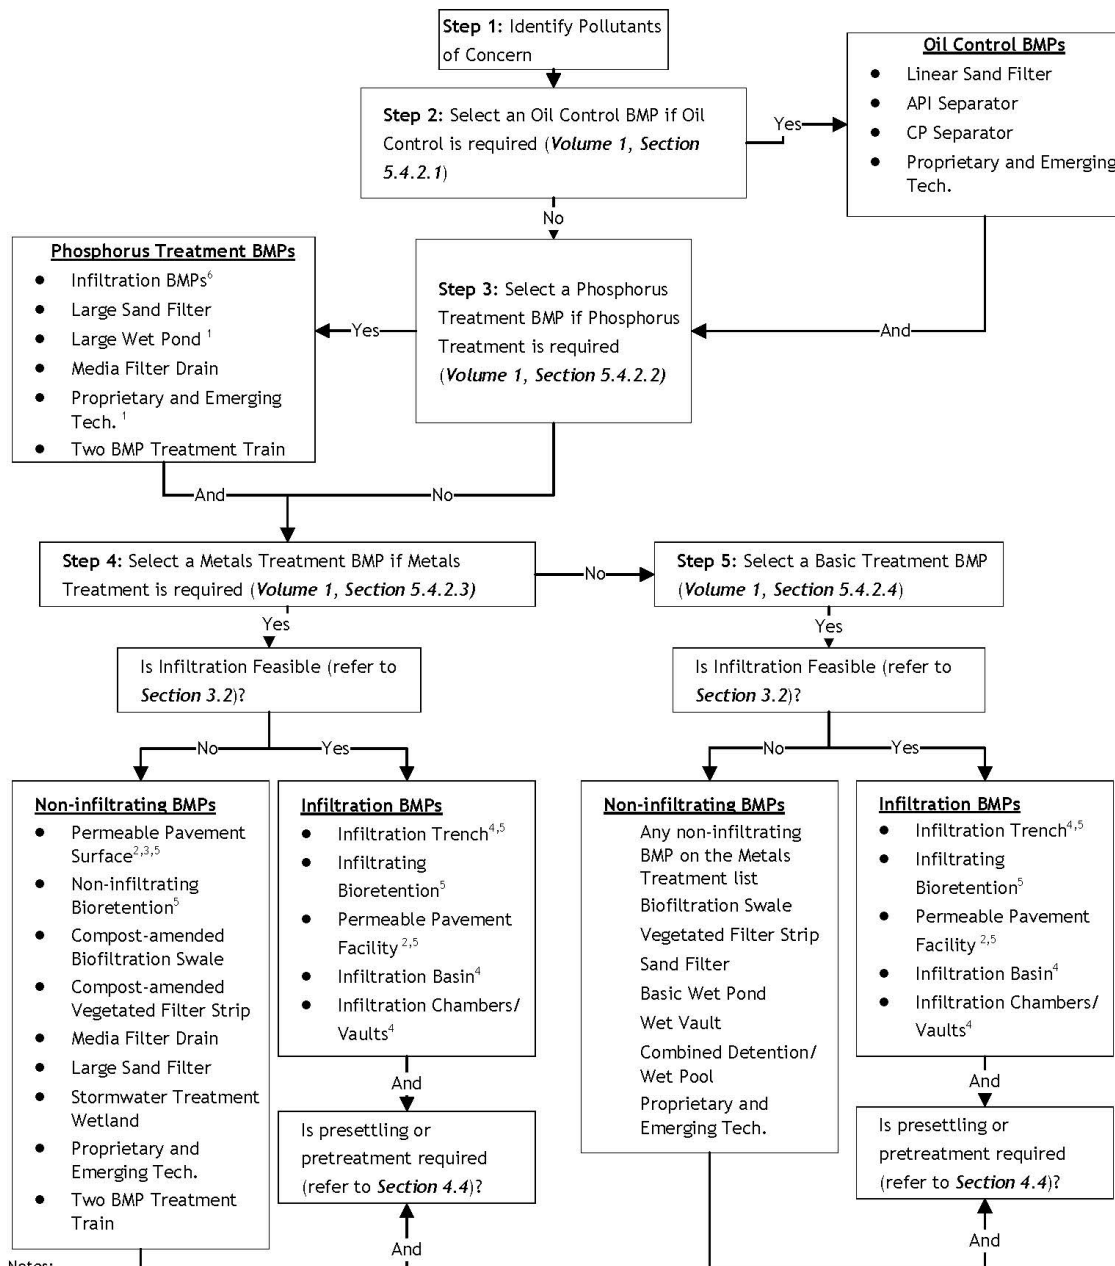 Step 1: Identify Pollutants
of Concern
Oil Control BMPs
● Linear Sand Filter
● API Separator
● CP Separator
● Proprietary and Emerging
Tech.
Step 2: Select an Oil Control BMP if Oil
Control is required (Volume 1, Section
5.4.2.1)
Yes
No
Phosphorus Treatment BMPs
● Infiltration BMPs6
● Large Sand Filter
● Large Wet Pond 1
● Media Filter Drain
● Proprietary and Emerging
Tech. 1
● Two BMP Treatment Train
Step 3: Select a Phosphorus
Treatment BMP if Phosphorus
Treatment is required
(Volume 1, Section 5.4.2.2)
Yes
And
And
No
Step 4: Select a Metals Treatment BMP if Metals
Treatment is required (Volume 1, Section 5.4.2.3)
No
Step 5: Select a Basic Treatment BMP
(Volume 1, Section 5.4.2.4)
Yes
Yes
Is Infiltration Feasible (refer to
Section 3.2)?
Is Infiltration Feasible (refer to
Section 3.2)?
No
Yes
No
Yes
Non-infiltrating BMPs
● Permeable Pavement
Surface2,3,5
● Non-infiltrating
Bioretention5
● Compost-amended
Biofiltration Swale
● Compost-amended
Vegetated Filter Strip
● Media Filter Drain
● Large Sand Filter
● Stormwater Treatment
Wetland
● Proprietary and
Emerging Tech.
● Two BMP Treatment
Train
Infiltration BMPs
● Infiltration Trench4,5
● Infiltrating
Bioretention5
● Permeable Pavement
Facility 2,5
● Infiltration Basin4
● Infiltration Chambers/
Vaults4
And
Is presettling or
pretreatment required
(refer to Section 4.4)?
And
Non-infiltrating BMPs
Any non-infiltrating
BMP on the Metals
Treatment list
Biofiltration Swale
Vegetated Filter Strip
Sand Filter
Basic Wet Pond
Wet Vault
Combined Detention/
Wet Pool
Proprietary and
Emerging Tech.
Infiltration BMPs
● Infiltration Trench4,5
● Infiltrating
Bioretention5
● Permeable Pavement
Facility 2,5
● Infiltration Basin4
● Infiltration Chambers/
Vaults4
And
Is presettling or
pretreatment required
(refer to Section 4.4)?
And
Notes: